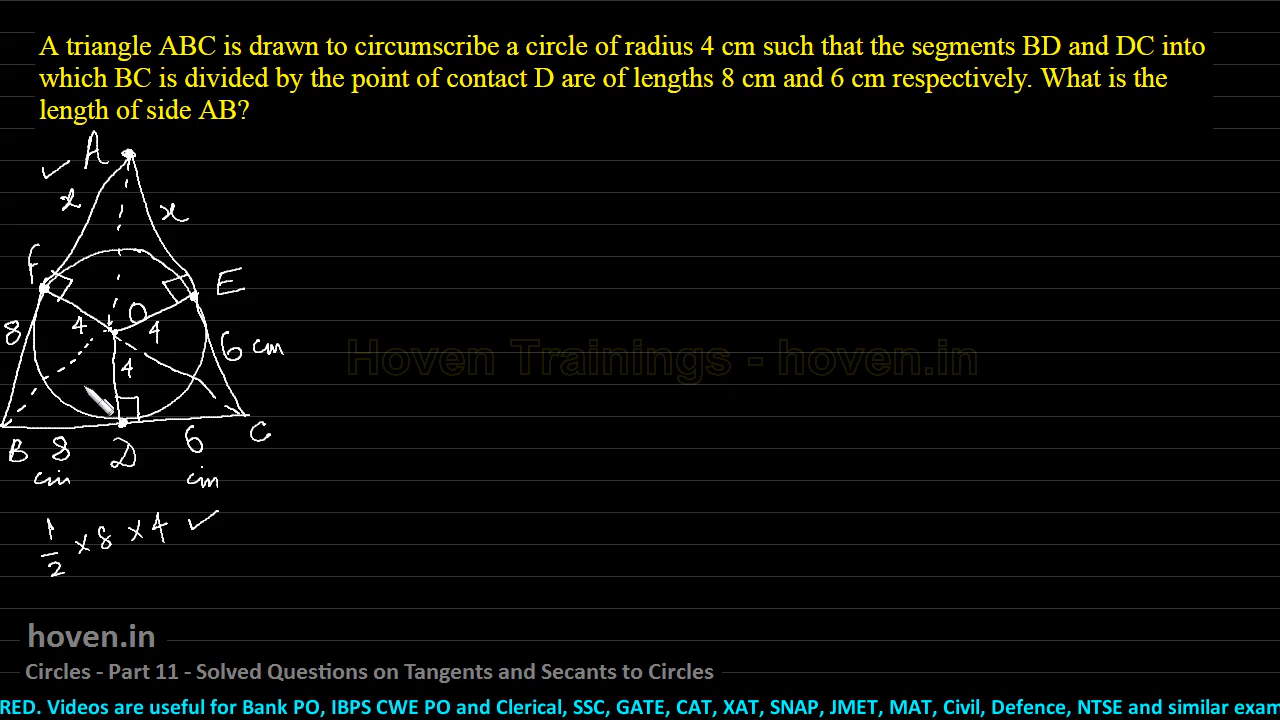 A triangle ABC is drawn to circumscribe a circle of radius 4 cm such that the segments BD and DC into
which BC is divided by the point of contact D are of lengths 8 cm and 6 cm respectively. What is the
length of side AB?
A
x
x
F
E
O
8
4
4
6 cm
4
Hoven Trainings - hoven.in
B 8 D 6 C
cm cm
1/2 × 8 × 4
hoven.in
Circles - Part 11 - Solved Questions on Tangents and Secants to Circles
RED. Videos are useful for Bank PO, IBPS CWE PO and Clerical, SSC, GATE, CAT, XAT, SNAP, JMET, MAT, Civil, Defence, NTSE and similar exam